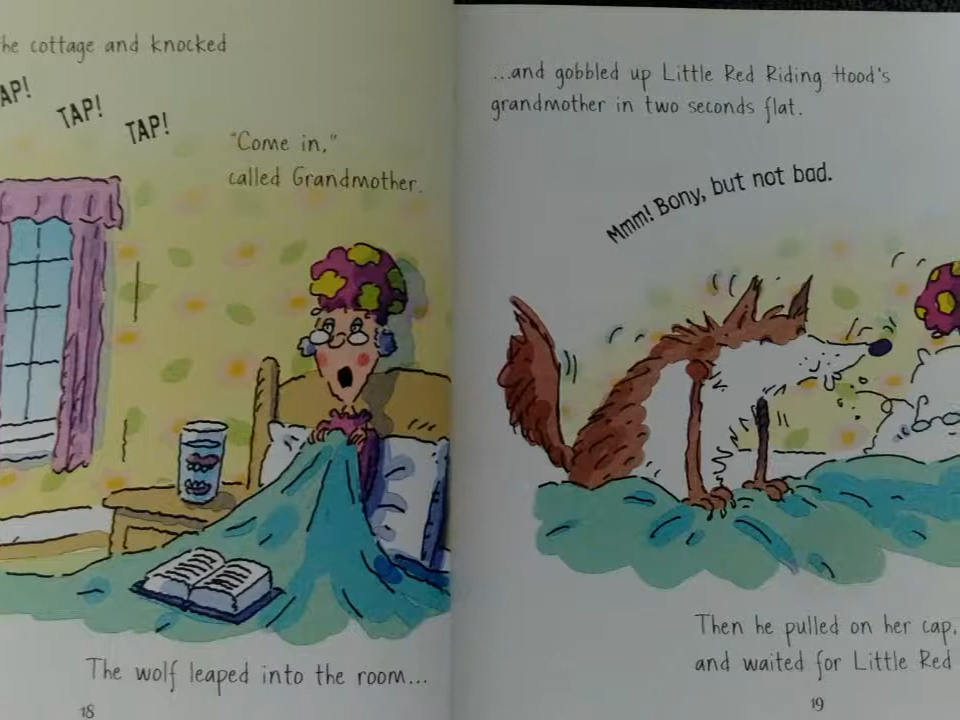 he cottage and knocked
AP!
TAP!
TAP!
"Come in,"
called Grandmother.
The wolf leaped into the room...
18
...and gobbled up Little Red Riding Hood's
grandmother in two seconds flat.
Mmm! Bony, but not bad.
Then he pulled on her cap,
and waited for Little Red
19